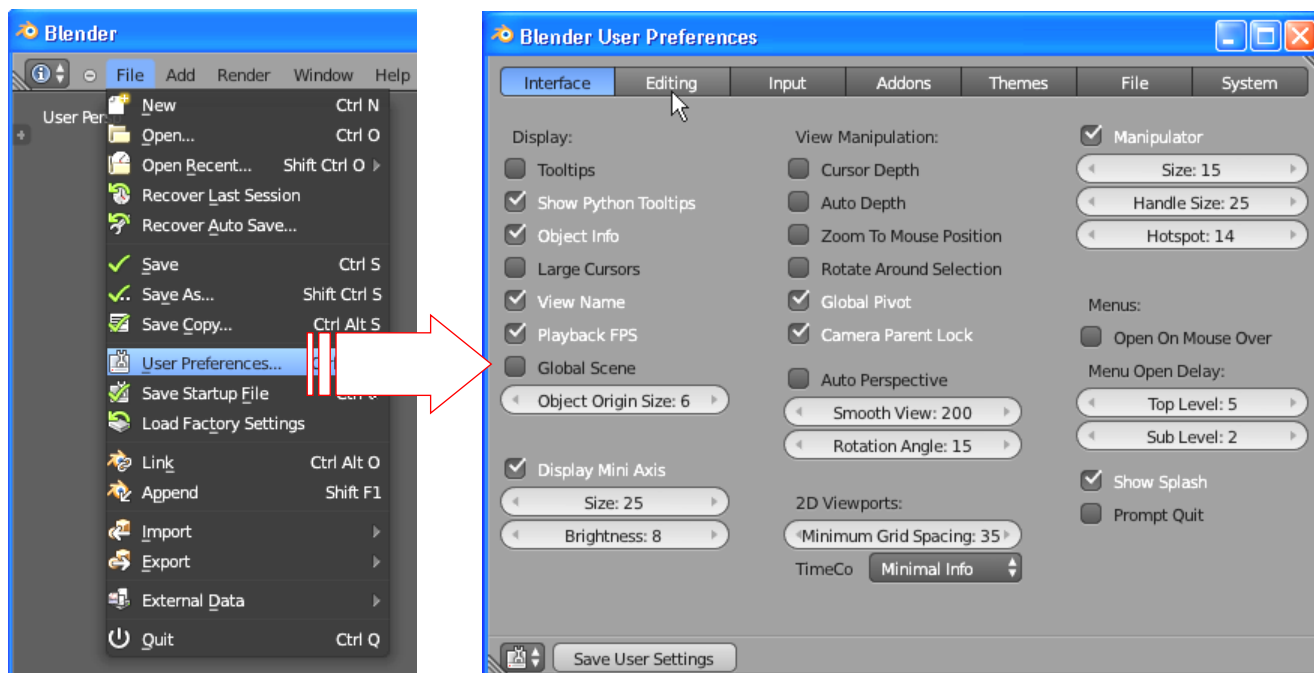 Blender
File Add Render Window Help
User Per
New Ctrl N
Open... Ctrl O
Open Recent... Shift Ctrl O
Recover Last Session
Recover Auto Save...
Save Ctrl S
Save As... Shift Ctrl S
Save Copy... Ctrl Alt S
User Preferences...
Save Startup File
Load Factory Settings
Link Ctrl Alt O
Append Shift F1
Import
Export
External Data
Quit Ctrl Q
Blender User Preferences
Interface Editing Input Addons Themes File System
Display:
Tooltips
Show Python Tooltips
Object Info
Large Cursors
View Name
Playback FPS
Global Scene
Object Origin Size: 6
Display Mini Axis
Size: 25
Brightness: 8
View Manipulation:
Cursor Depth
Auto Depth
Zoom To Mouse Position
Rotate Around Selection
Global Pivot
Camera Parent Lock
Auto Perspective
Smooth View: 200
Rotation Angle: 15
2D Viewports:
Minimum Grid Spacing: 35
TimeCo Minimal Info
Manipulator
Size: 15
Handle Size: 25
Hotspot: 14
Menus:
Open On Mouse Over
Menu Open Delay:
Top Level: 5
Sub Level: 2
Show Splash
Prompt Quit
Save User Settings